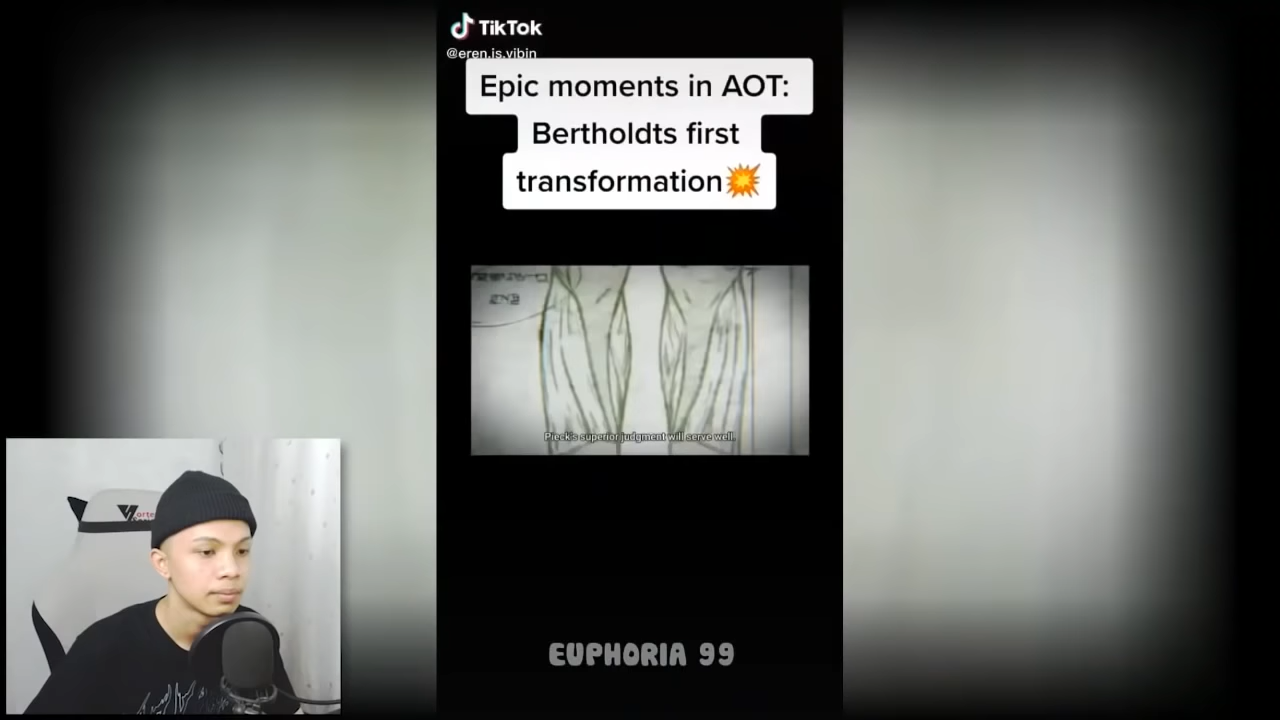 TikTok
@eren.is.vibin
Epic moments in AOT:
Bertholdts first
transformation💥
Pieck's superior judgment will serve well.
EUPHORIA 99